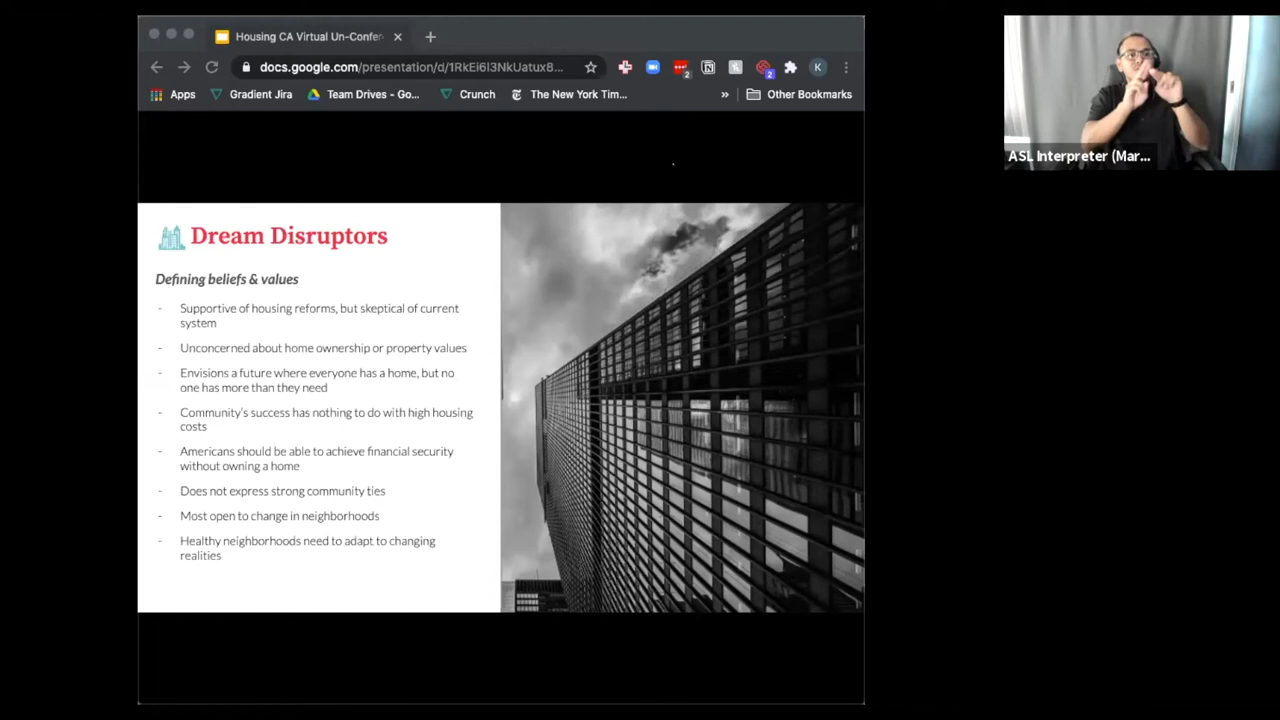 Housing CA Virtual Un-Confer
docs.google.com/presentation/d/1RkEi6I3NkUatux8...
2
2
K
Apps
Gradient Jira
Team Drives - Go...
Crunch
The New York Tim...
»
Other Bookmarks
ASL Interpreter (Mar...
Dream Disruptors
Defining beliefs & values
- Supportive of housing reforms, but skeptical of current
system
- Unconcerned about home ownership or property values
- Envisions a future where everyone has a home, but no
one has more than they need
- Community's success has nothing to do with high housing
costs
- Americans should be able to achieve financial security
without owning a home
- Does not express strong community ties
- Most open to change in neighborhoods
- Healthy neighborhoods need to adapt to changing
realities